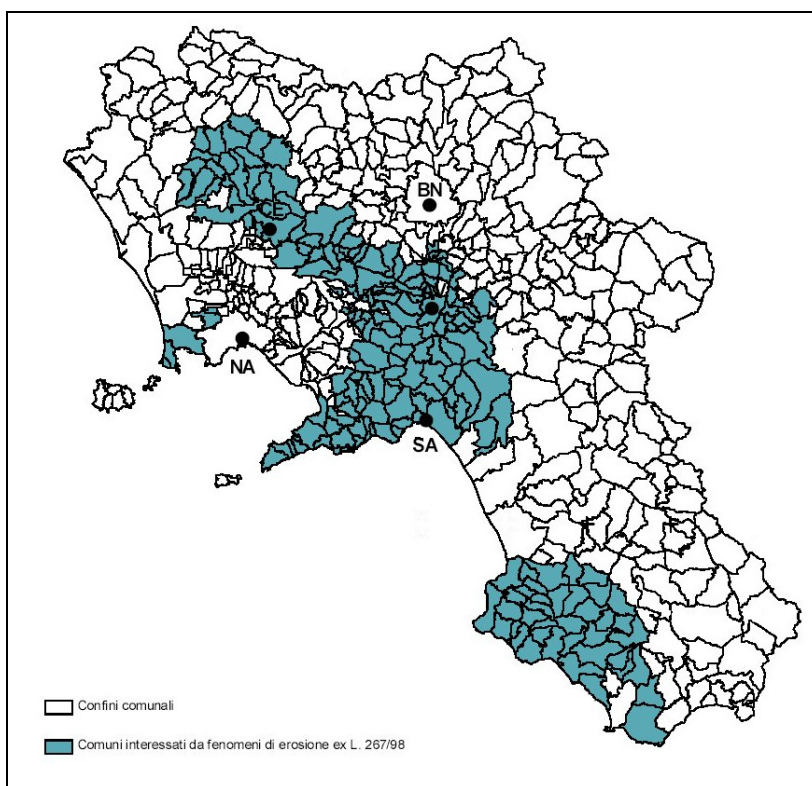 BN
CE
NA
SA
Confini comunali
Comuni interessati da fenomeni di erosione ex L. 267/98